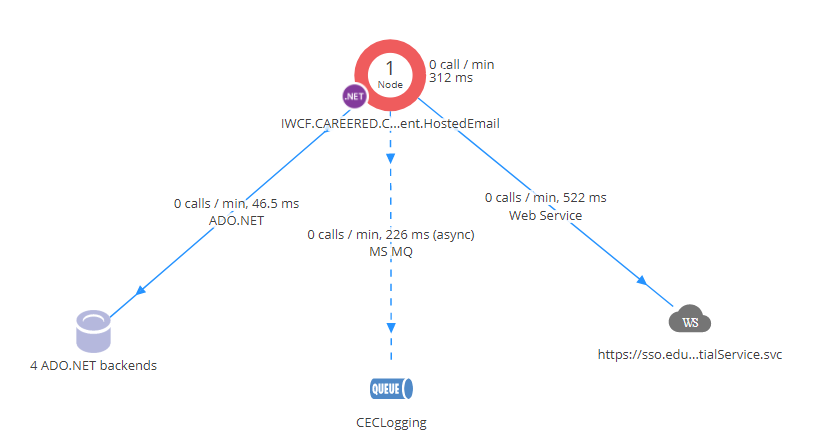 1
Node
0 call / min
312 ms
.NET
IWCF.CAREERED.C...ent.HostedEmail
0 calls / min, 46.5 ms
ADO.NET
0 calls / min, 522 ms
Web Service
0 calls / min, 226 ms (async)
MS MQ
WS
4 ADO.NET backends
https://sso.edu...tialService.svc
QUEUE
CECLogging